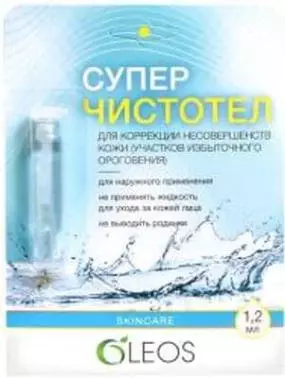 СУПЕР
ЧИСТОТЕЛ
ДЛЯ КОРРЕКЦИИ НЕСОВЕРШЕНСТВ
КОЖИ (УЧАСТКОВ ИЗБЫТОЧНОГО
ОРОГОВЕНИЯ)
для наружного применения
не применять жидкость
для ухода за кожей лица
не выводить родинки
1,2
МЛ
SKINCARE
OLEOS